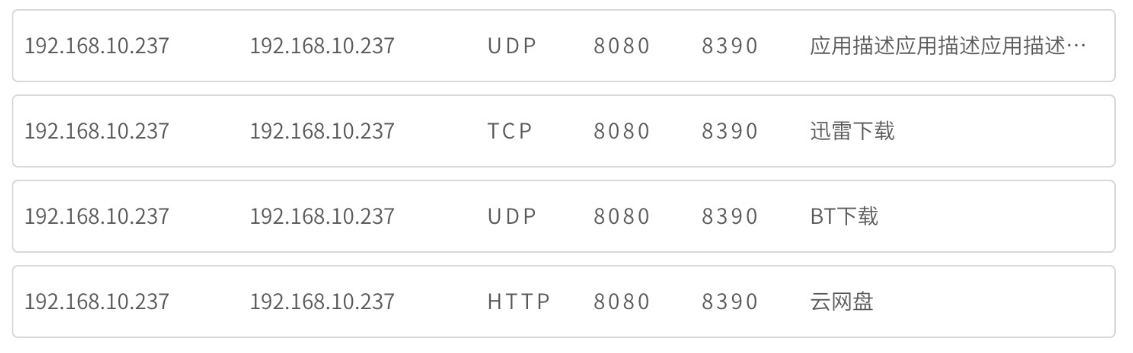 192.168.10.237 192.168.10.237 UDP 8080 8390 应用描述应用描述应用描述…
192.168.10.237 192.168.10.237 TCP 8080 8390 迅雷下载
192.168.10.237 192.168.10.237 UDP 8080 8390 BT下载
192.168.10.237 192.168.10.237 HTTP 8080 8390 云网盘